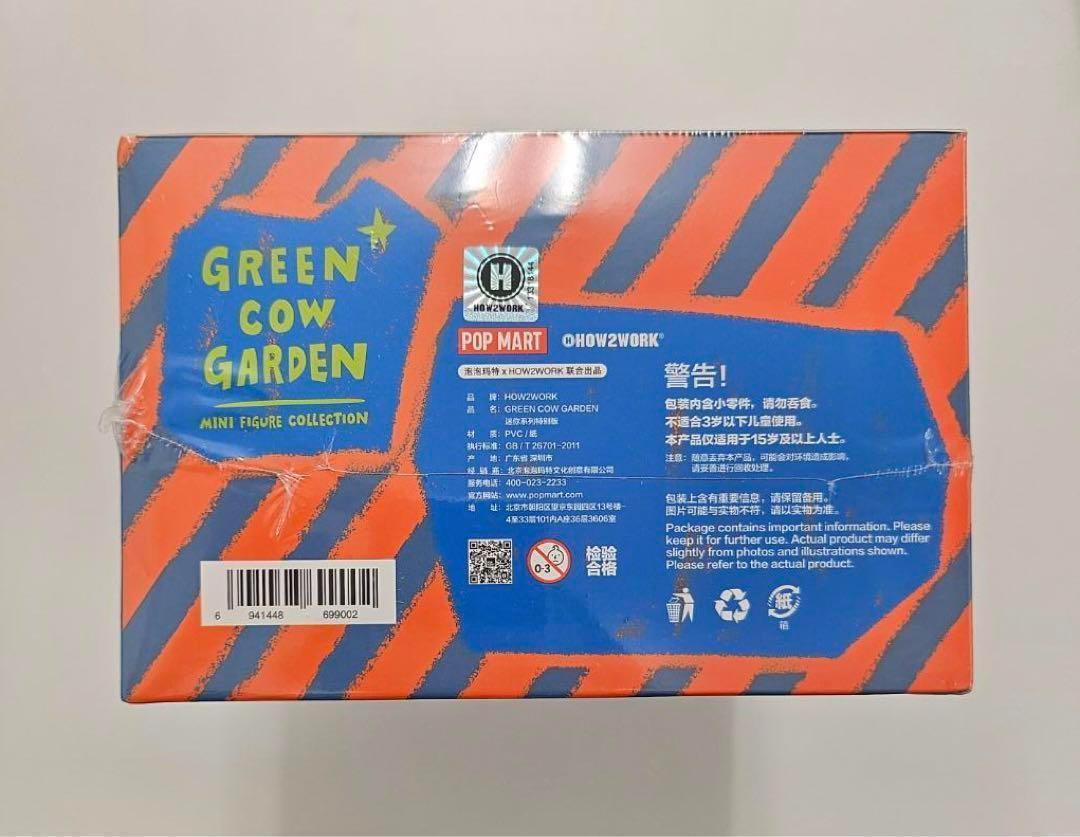 GREEN
COW
GARDEN
MINI FIGURE COLLECTION
H
HOW2WORK
POP MART
HOW2WORK®
泡泡玛特 x HOW2WORK 联合出品
品 牌: HOW2WORK
品 名: GREEN COW GARDEN
迷你系列特别版
材 质: PVC / 纸
执行标准: GB / T 26701-2011
产 地: 广东省 深圳市
经 销 商: 北京泡泡玛特文化创意有限公司
服务电话: 400-023-2233
官方网站: www.popmart.com
地 址: 北京市朝阳区望京东园四区13号楼-
4至33层101内A座36层3606室
0-3
检验
合格
警告!
包装内含小零件，请勿吞食。
不适合3岁以下儿童使用。
本产品仅适用于15岁及以上人士。
注意: 随意丢弃本产品，可能会对环境造成影响，
请妥善进行回收处理。
包装上含有重要信息，请保留备用。
图片可能与实物不符，请以实物为准。
Package contains important information. Please
keep it for further use. Actual product may differ
slightly from photos and illustrations shown.
Please refer to the actual product.
紙
箱
6 941448 699002